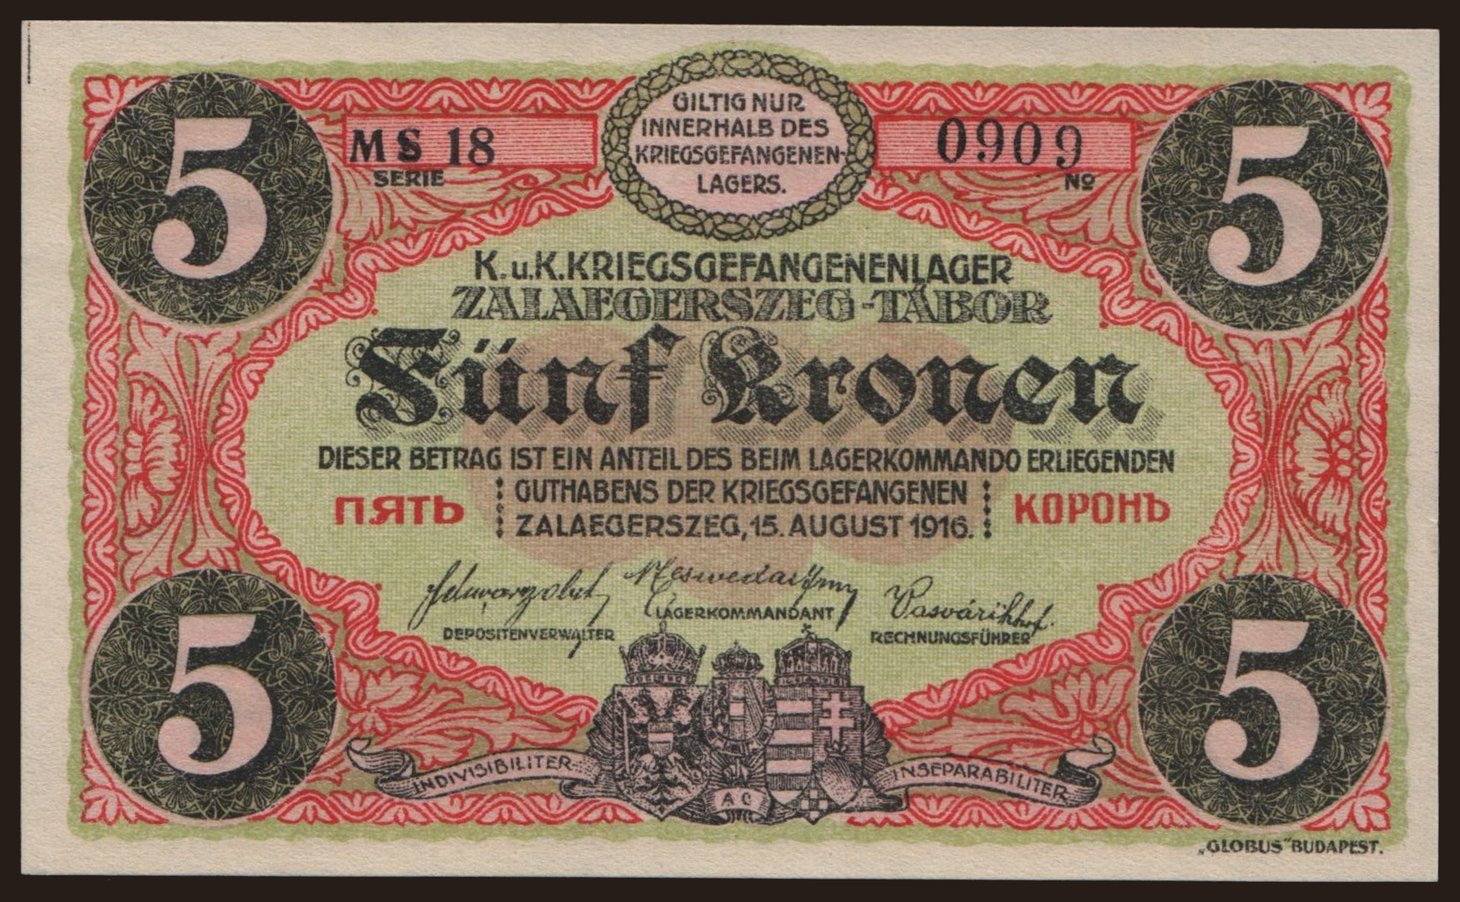 5
GILTIG NUR
INNERHALB DES
KRIEGSGEFANGENEN-
LAGERS.
5
MS 18
SERIE
0909
No
K. u. K. KRIEGSGEFANGENENLAGER
ZALAEGERSZEG-TÁBOR
Fünf Kronen
DIESER BETRAG IST EIN ANTEIL DES BEIM LAGERKOMMANDO ERLIEGENDEN
ПЯТЬ GUTHABENS DER KRIEGSGEFANGENEN КОРОНЪ
ZALAEGERSZEG, 15. AUGUST 1916.
LAGERKOMMANDANT
DEPOSITENVERWALTER
RECHNUNGSFÜHRER
5
5
INDIVISIBILITER
AC
INSEPARABILITER
„GLOBUS" BUDAPEST.